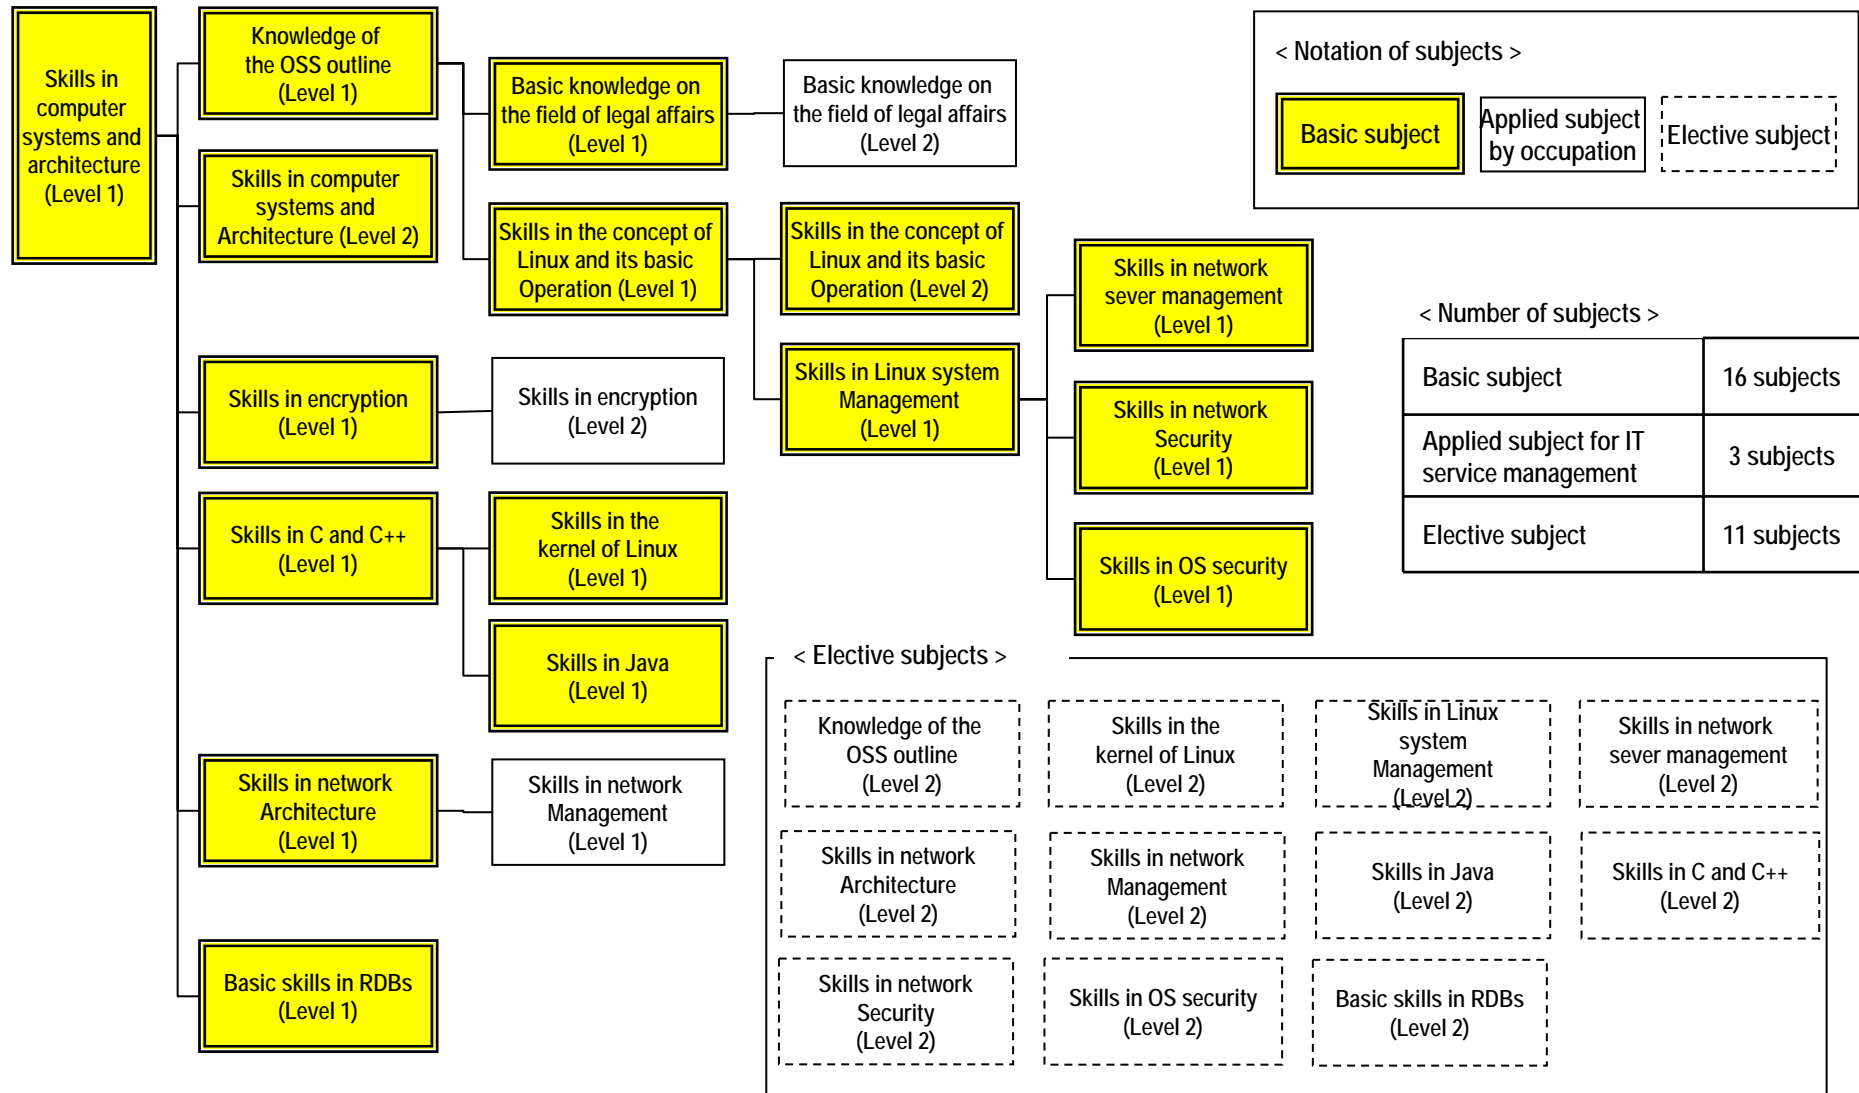 Skills in
computer
systems and
architecture
(Level 1)
Knowledge of
the OSS outline
(Level 1)
Skills in computer
systems and
Architecture (Level 2)
Skills in encryption
(Level 1)
Skills in C and C++
(Level 1)
Skills in network
Architecture
(Level 1)
Basic skills in RDBs
(Level 1)
Basic knowledge on
the field of legal affairs
(Level 1)
Skills in the concept of
Linux and its basic
Operation (Level 1)
Skills in encryption
(Level 2)
Skills in the
kernel of Linux
(Level 1)
Skills in Java
(Level 1)
Skills in network
Management
(Level 1)
Basic knowledge on
the field of legal affairs
(Level 2)
Skills in the concept of
Linux and its basic
Operation (Level 2)
Skills in Linux system
Management
(Level 1)
Skills in network
sever management
(Level 1)
Skills in network
Security
(Level 1)
Skills in OS security
(Level 1)
< Notation of subjects >
Basic subject
Applied subject
by occupation
Elective subject
< Number of subjects >
Basic subject
16 subjects
Applied subject for IT
service management
3 subjects
Elective subject
11 subjects
< Elective subjects >
Knowledge of the
OSS outline
(Level 2)
Skills in the
kernel of Linux
(Level 2)
Skills in Linux
system
Management
(Level 2)
Skills in network
sever management
(Level 2)
Skills in network
Architecture
(Level 2)
Skills in network
Management
(Level 2)
Skills in Java
(Level 2)
Skills in C and C++
(Level 2)
Skills in network
Security
(Level 2)
Skills in OS security
(Level 2)
Basic skills in RDBs
(Level 2)